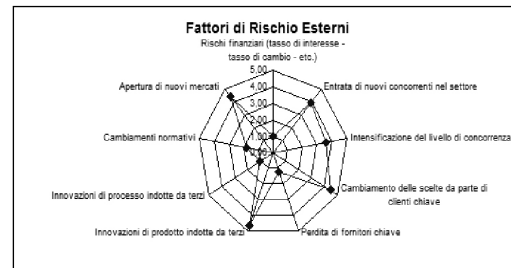 Fattori di Rischio Esterni
Rischi finanziari (tasso di interesse -
tasso di cambio - etc.)
5,00
4,00
3,00
2,00
1,00
0,00
Entrata di nuovi concorrenti nel settore
Intensificazione del livello di concorrenza
Cambiamento delle scelte da parte di
clienti chiave
Perdita di fornitori chiave
Innovazioni di prodotto indotte da terzi
Innovazioni di processo indotte da terzi
Cambiamenti normativi
Apertura di nuovi mercati